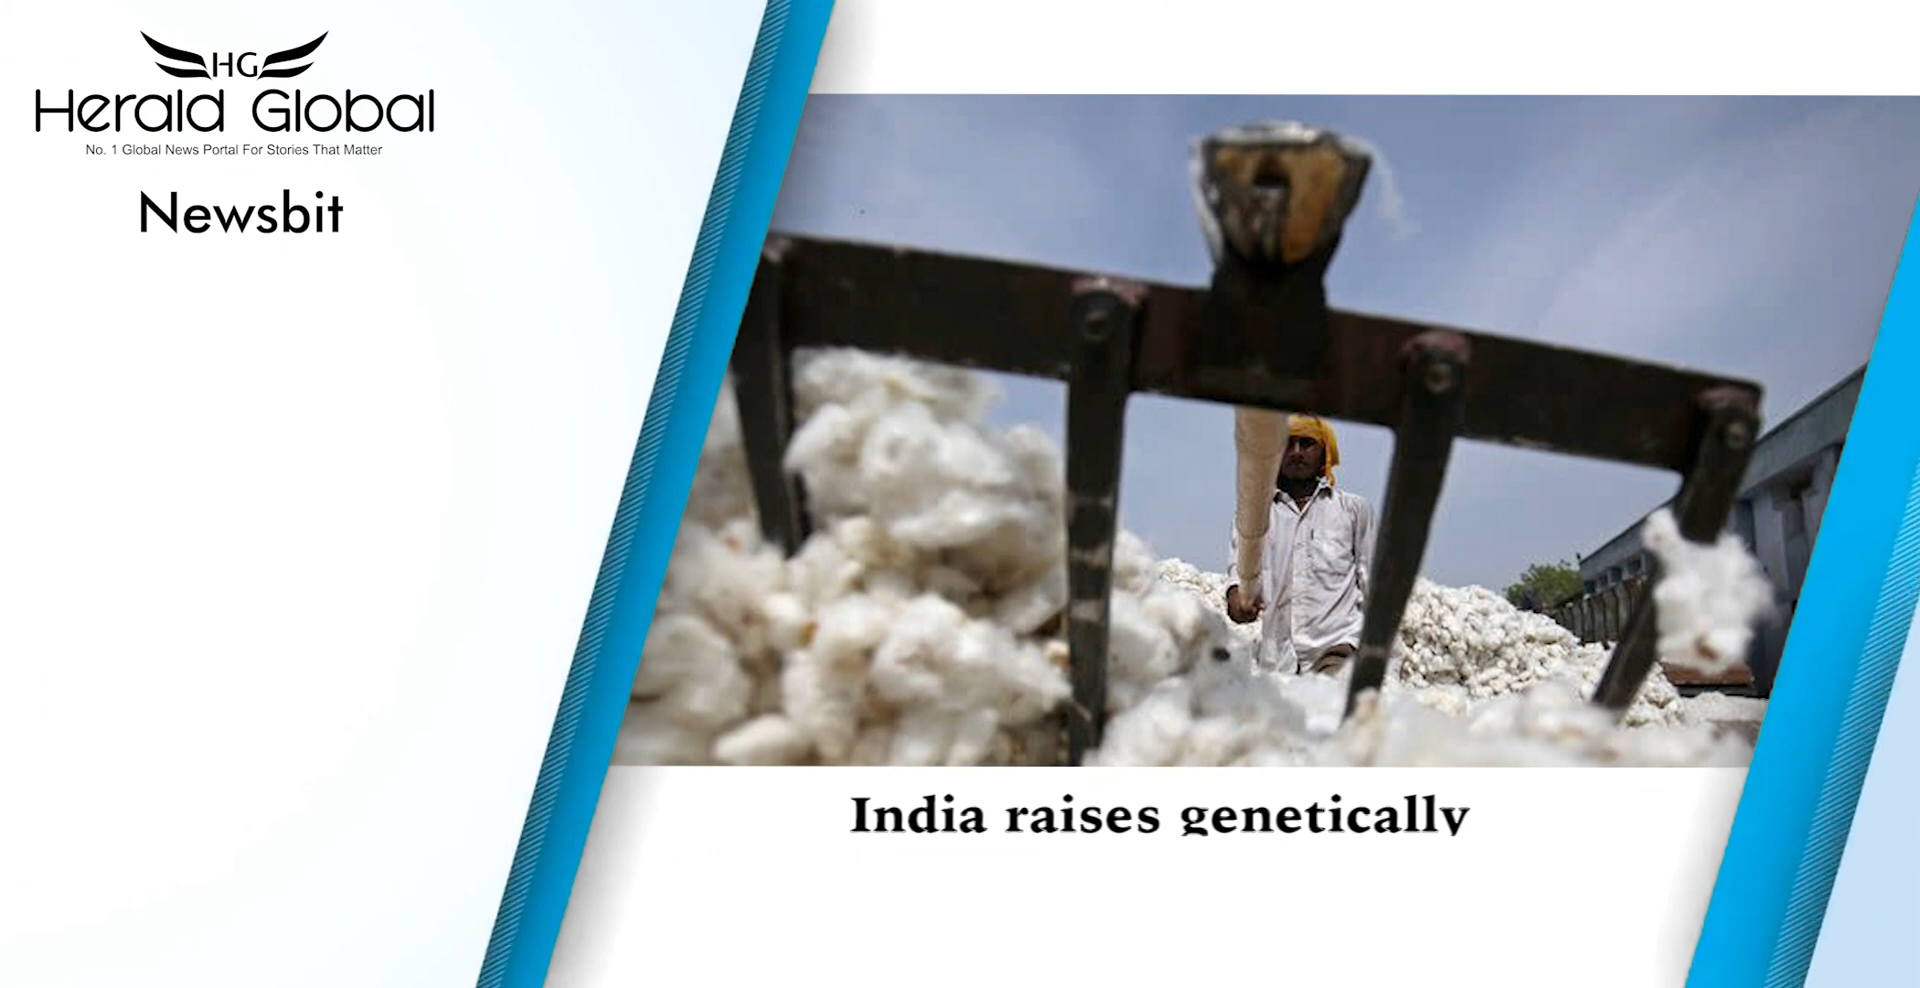 HG
Herald Global
No. 1 Global News Portal For Stories That Matter
Newsbit
India raises genetically